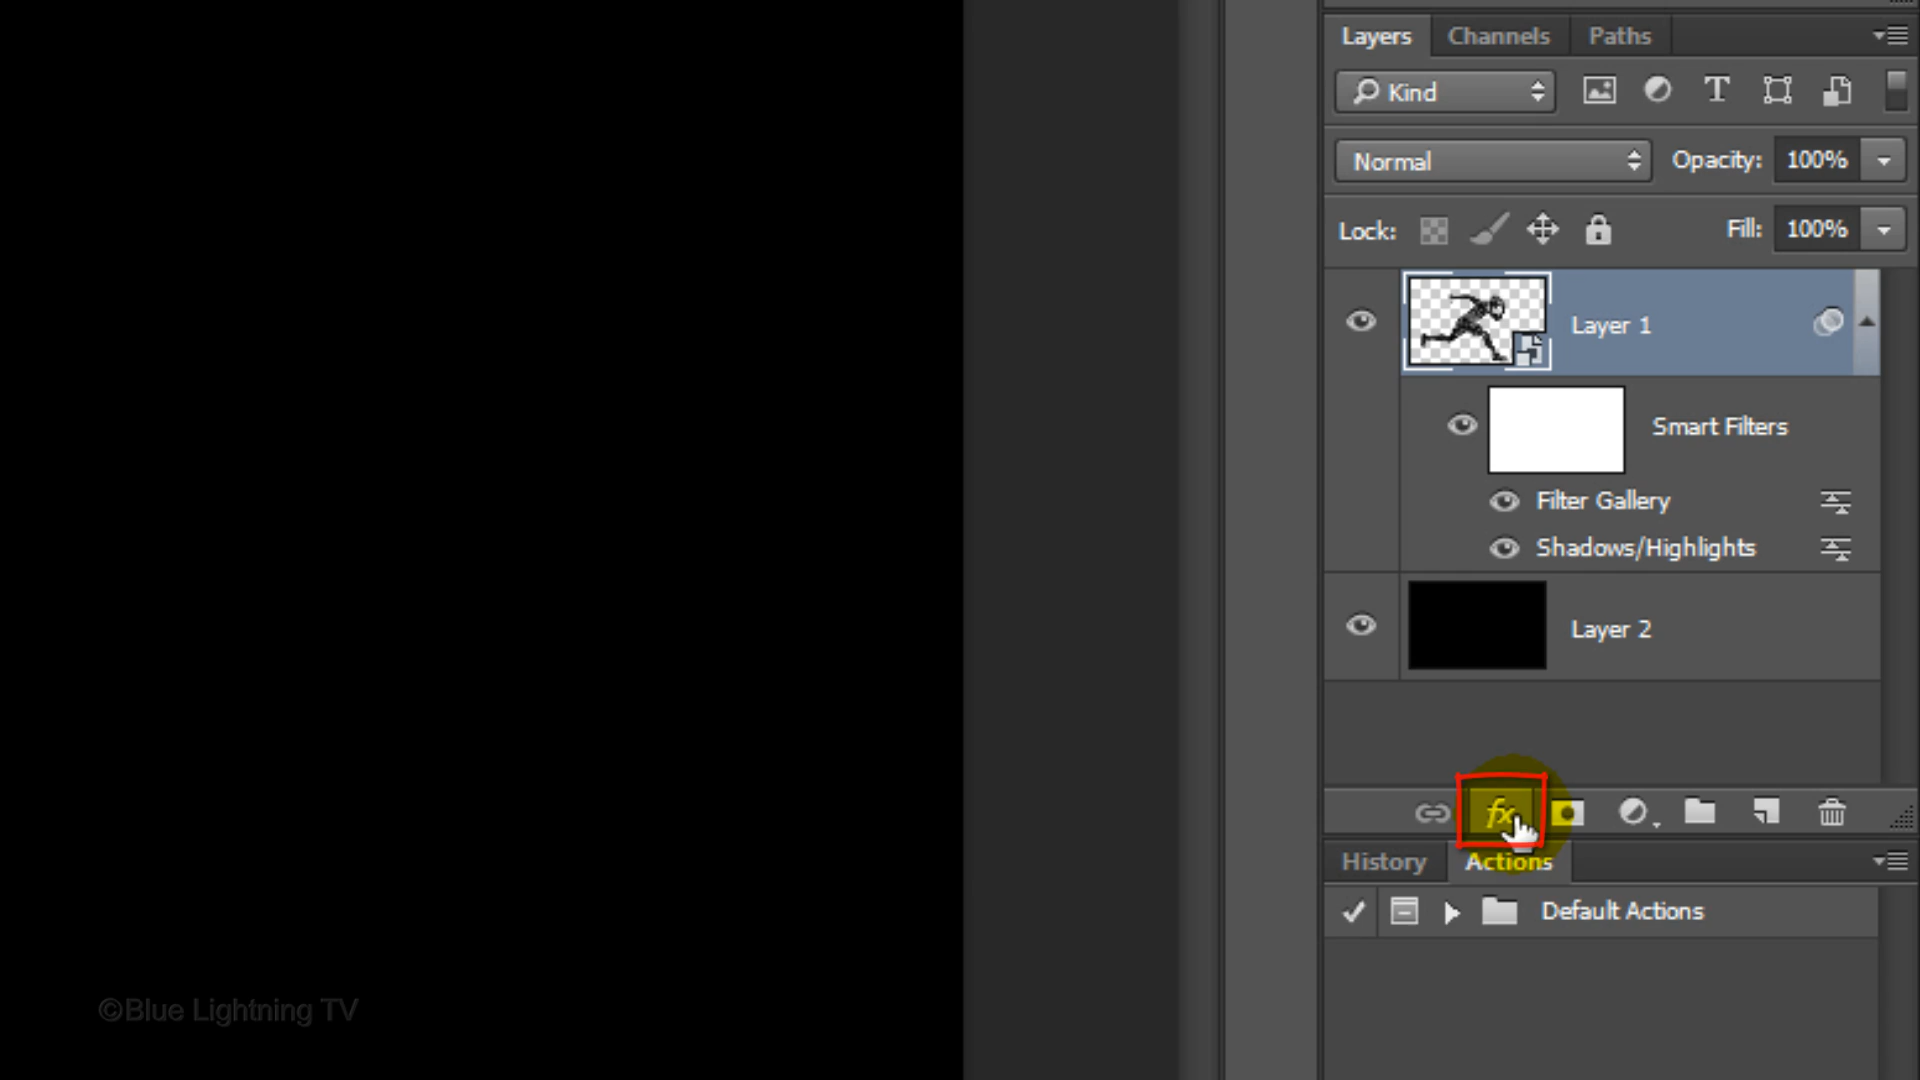 Layers Channels Paths
Kind
Normal Opacity: 100%
Lock: Fill: 100%
Layer 1
Smart Filters
Filter Gallery
Shadows/Highlights
Layer 2
fx
History Actions
Default Actions
©Blue Lightning TV